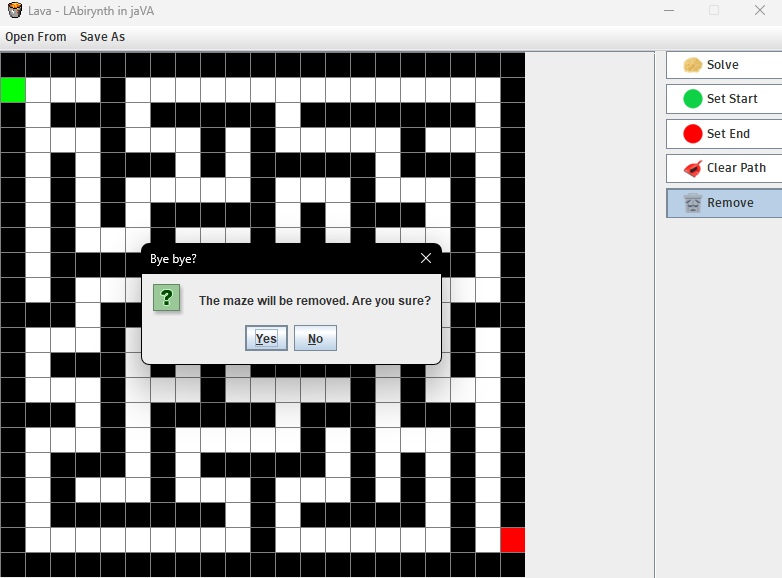 Lava - LAbirynth in jaVA
Open From Save As
Solve
Set Start
Set End
Clear Path
Remove
Bye bye?
The maze will be removed. Are you sure?
Yes No